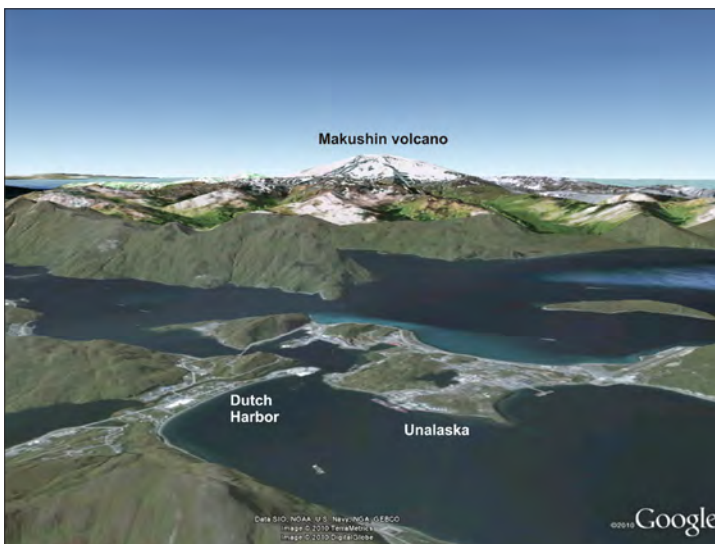 Makushin volcano
Dutch
Harbor
Unalaska
Data SIO, NOAA, U.S. Navy, NGA, GEBCO
Image © 2010 TerraMetrics
Image © 2010 DigitalGlobe
©2010 Google